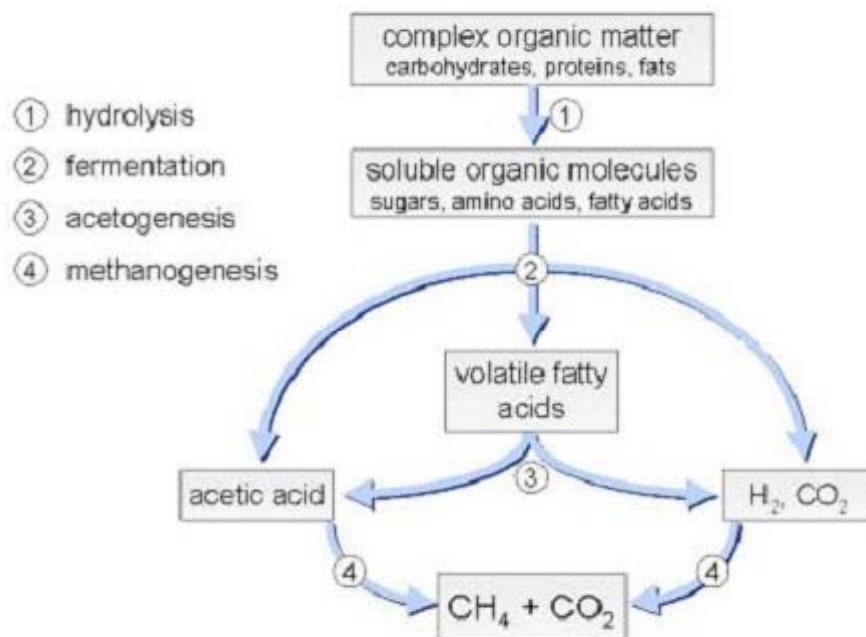 complex organic matter
carbohydrates, proteins, fats
① hydrolysis
① 
② fermentation
soluble organic molecules
sugars, amino acids, fatty acids
③ acetogenesis
④ methanogenesis
②
volatile fatty
acids
③
acetic acid
H₂, CO₂
④
④
CH₄ + CO₂